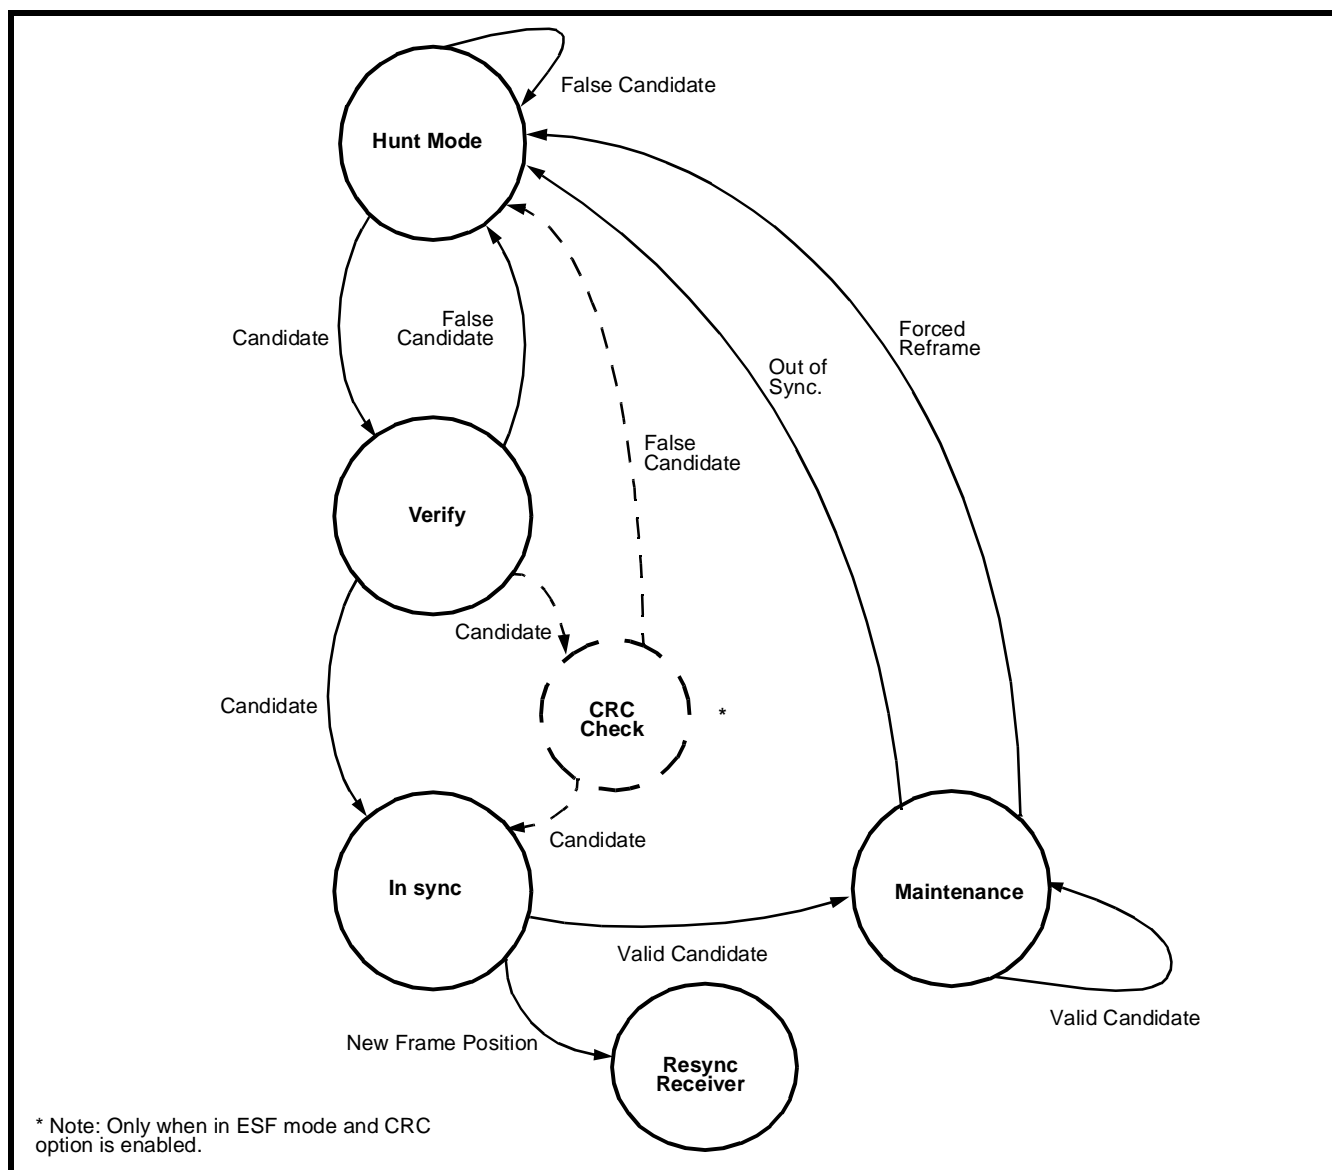 False Candidate
Hunt Mode
Candidate
False
Candidate
Forced
Reframe
Out of
Sync.
False
Candidate
Verify
Candidate
Candidate
CRC
Check
*
Candidate
In sync
Maintenance
Valid Candidate
Valid Candidate
New Frame Position
Resync
Receiver
* Note: Only when in ESF mode and CRC
option is enabled.